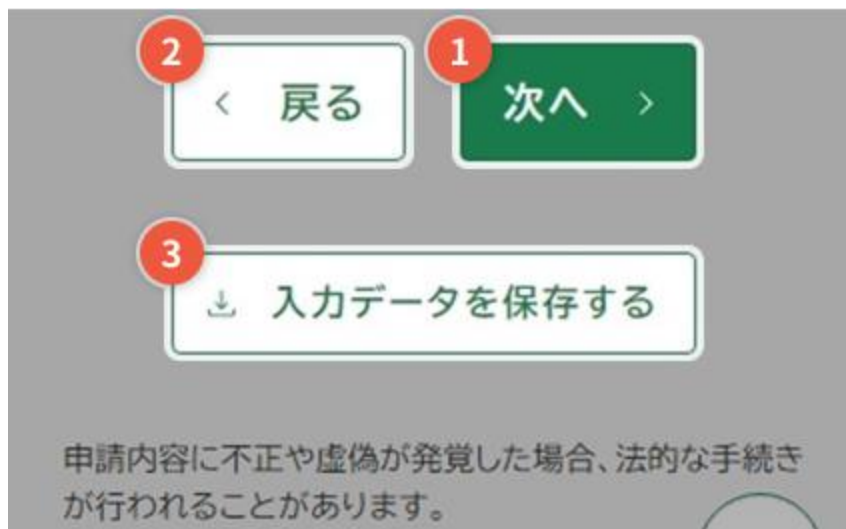 2
戻る
1
次へ
3
入力データを保存する
申請内容に不正や虚偽が発覚した場合、法的な手続き
が行われることがあります。